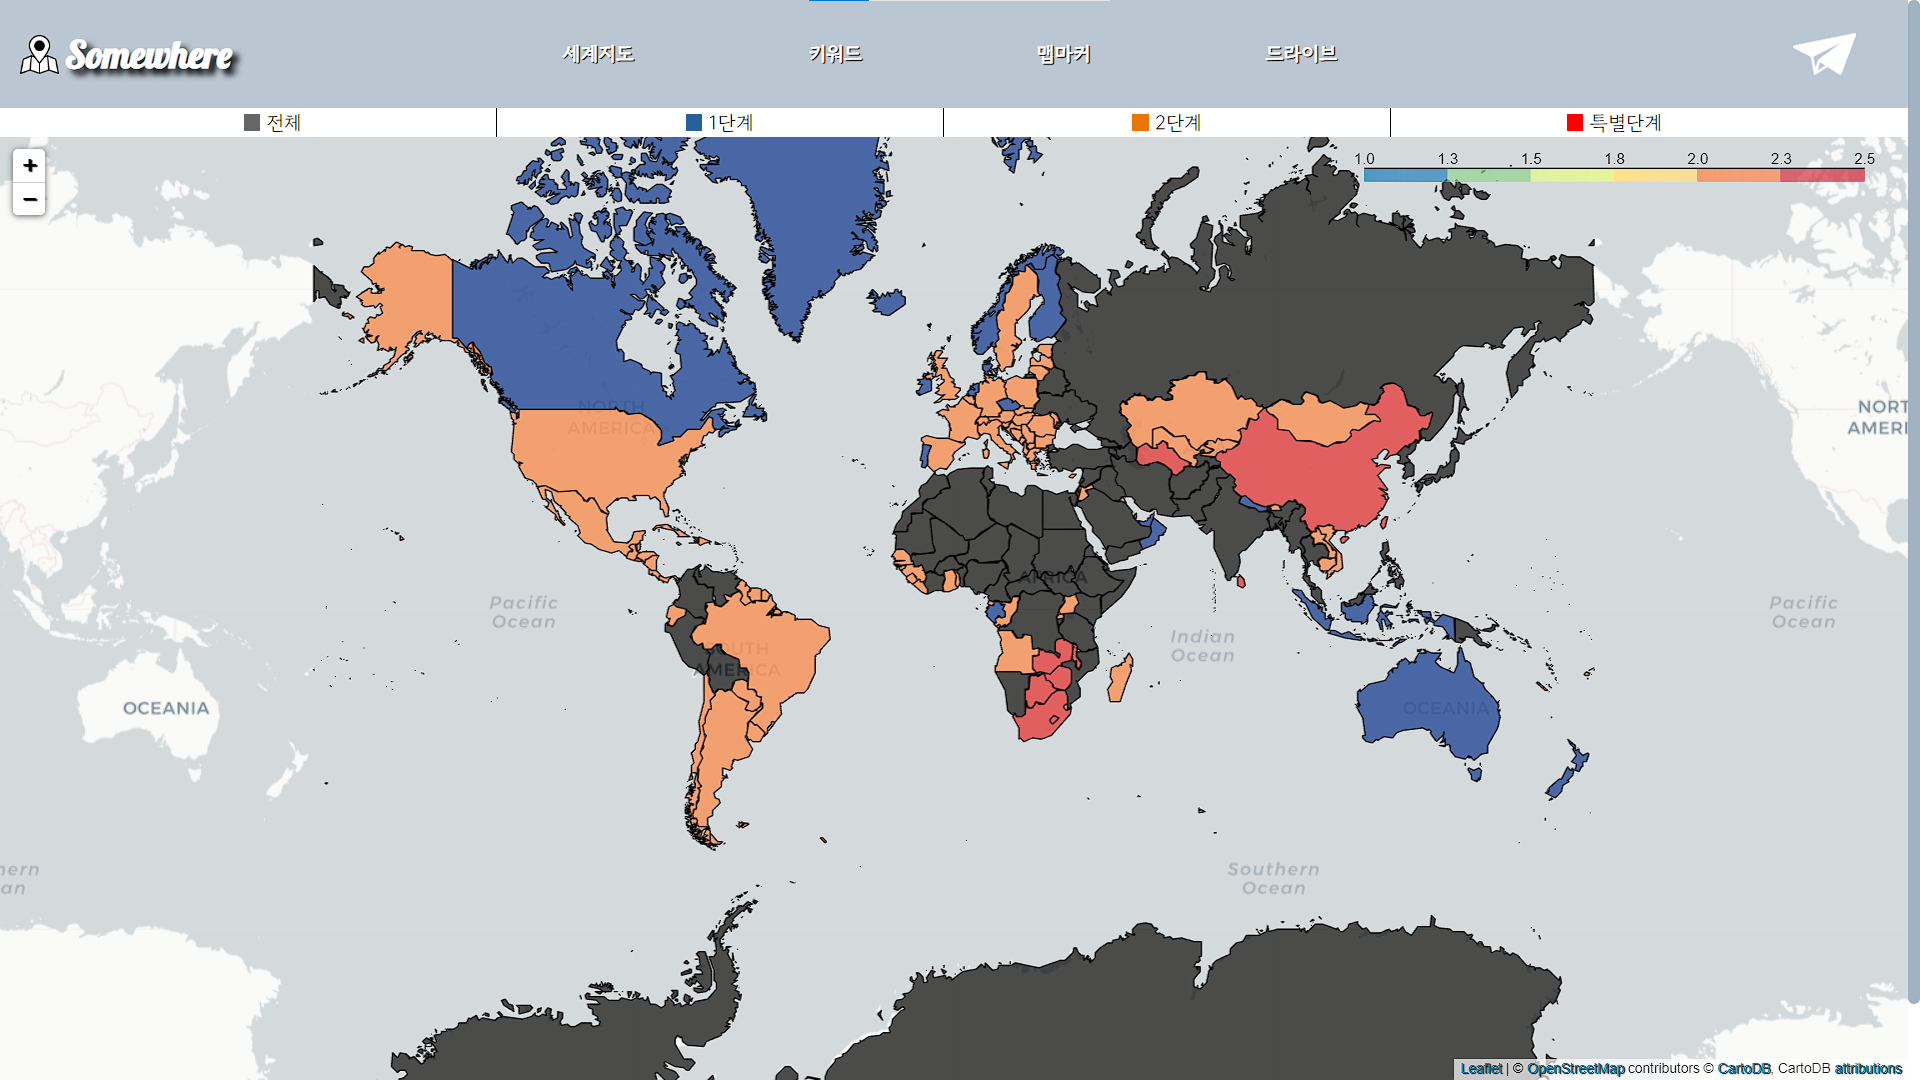 Somewhere
세계지도
키워드
맵마커
드라이브
전체
1단계
2단계
특별단계
+
−
1.0 1.3 1.5 1.8 2.0 2.3 2.5
NORTH
AMERICA
NORT
AMERI
AFRICA
Pacific
Ocean
Indian
Ocean
Pacific
Ocean
SOUTH
AMERICA
OCEANIA
OCEANIA
hern
an
Southern
Ocean
Leaflet | © OpenStreetMap contributors © CartoDB, CartoDB attributions